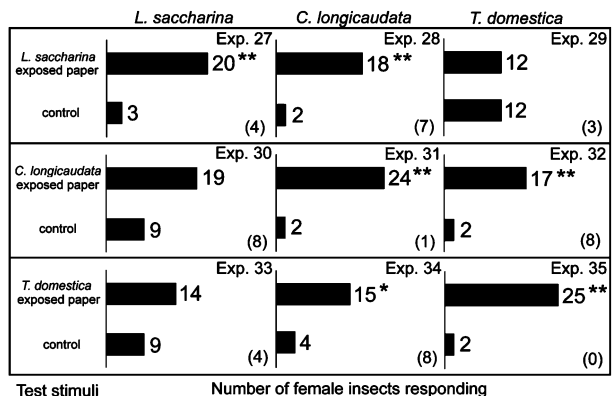 L. saccharina C. longicaudata T. domestica
Exp. 27 Exp. 28 Exp. 29
L. saccharina
exposed paper
20 ** 18 ** 12
control 3 2 12
(4) (7) (3)
Exp. 30 Exp. 31 Exp. 32
C. longicaudata
exposed paper
19 24 ** 17 **
control 9 2 2
(8) (1) (8)
Exp. 33 Exp. 34 Exp. 35
T. domestica
exposed paper
14 15 * 25 **
control 9 4 2
(4) (8) (0)
Test stimuli Number of female insects responding